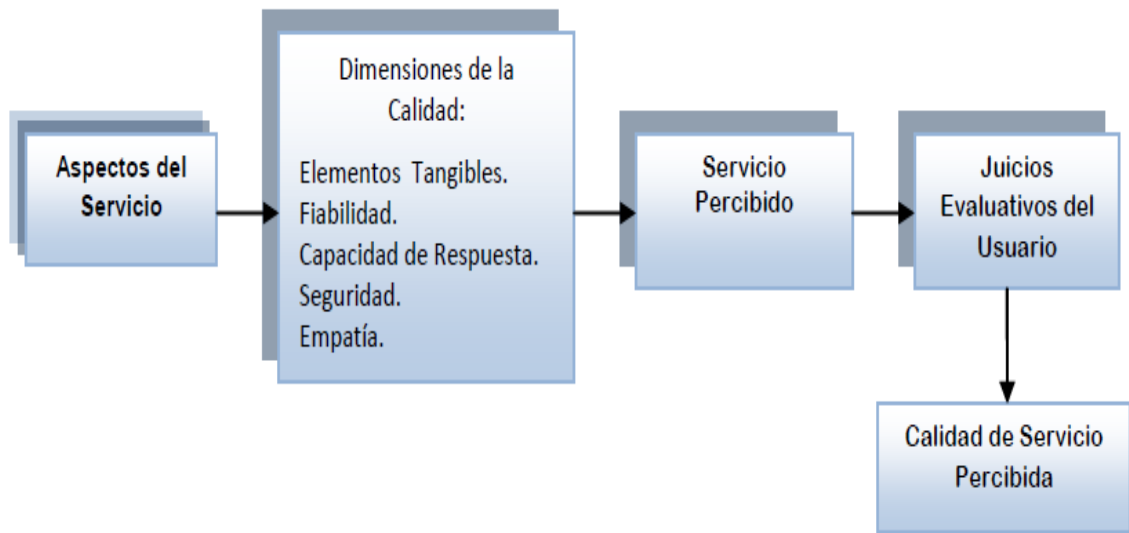 Aspectos del
Servicio
Dimensiones de la
Calidad:
Elementos Tangibles.
Fiabilidad.
Capacidad de Respuesta.
Seguridad.
Empatía.
Servicio
Percibido
Juicios
Evaluativos del
Usuario
Calidad de Servicio
Percibida